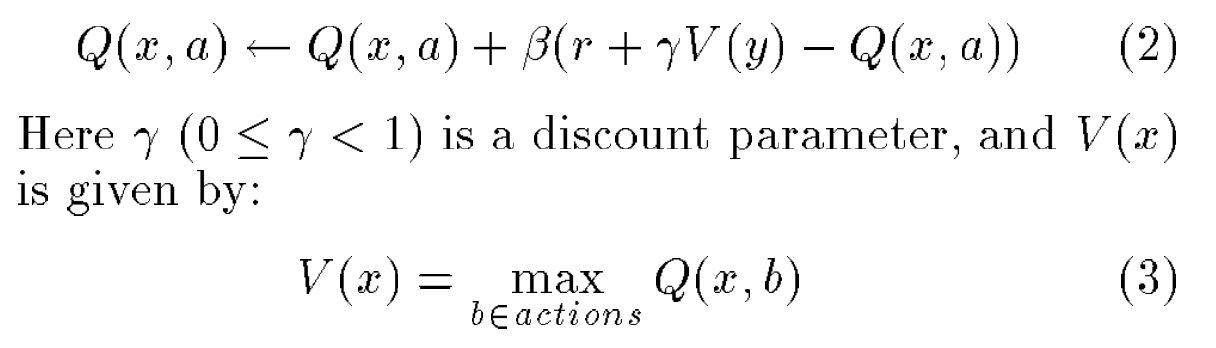 Q(x, a) ← Q(x, a) + β(r + γV(y) − Q(x, a)) (2)
Here γ (0 ≤ γ < 1) is a discount parameter, and V(x)
is given by:
V(x) = max Q(x, b) (3)
b∈actions